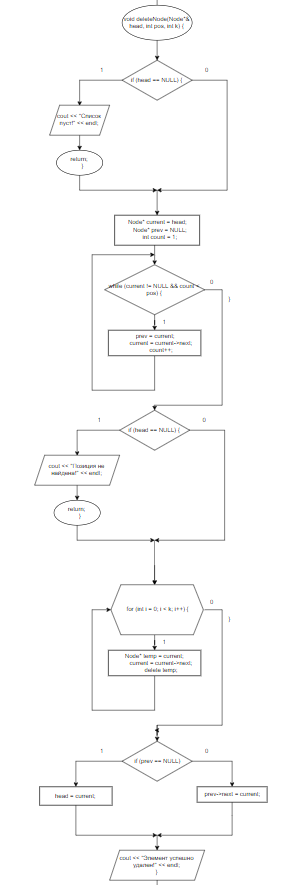 void deleteNode(Node*&
head, int pos, int k) {
1
0
if (head == NULL) {
cout << "Список
пуст!" << endl;
return;
}
Node* current = head;
Node* prev = NULL;
int count = 1;
while (current != NULL && count <
pos) {
0
}
1
prev = current;
current = current->next;
count++;
1
0
if (head == NULL) {
cout << "Позиция не
найдена!" << endl;
return;
}
for (int i = 0; i < k; i++) {
0
}
1
Node* temp = current;
current = current->next;
delete temp;
1
0
if (prev == NULL)
head = current;
prev->next = current;
cout << "Элемент успешно
удален!" << endl;
}